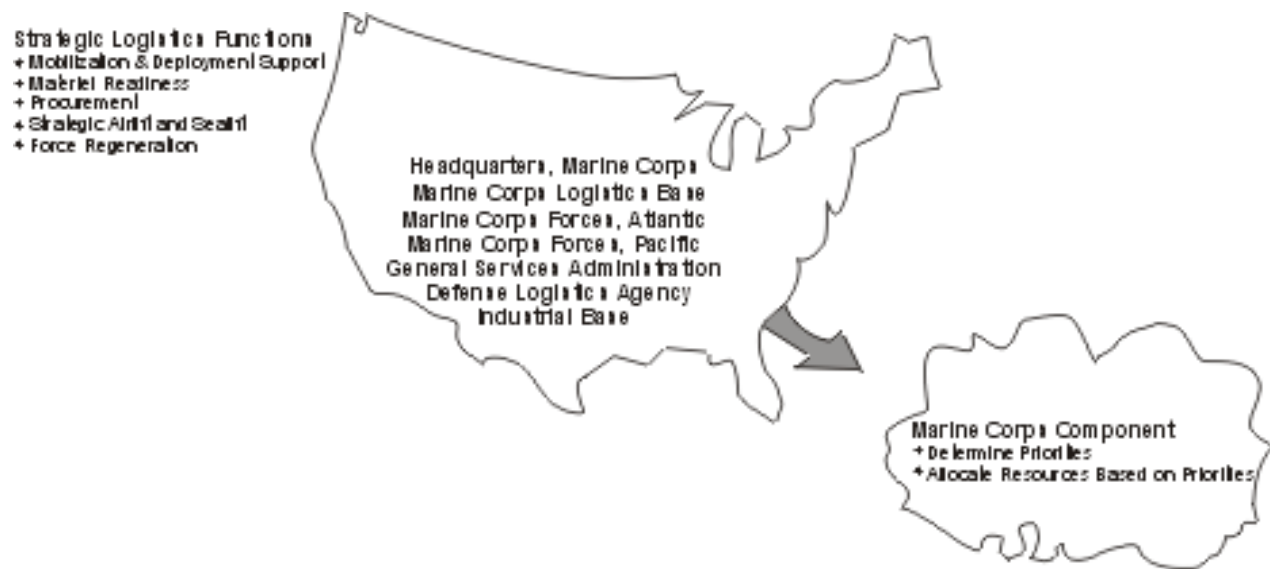 Strategic Logistics Functions
+ Mobilization & Deployment Support
+ Materiel Readiness
+ Procurement
+ Strategic Airlift and Sealift
+ Force Regeneration
Headquarters, Marine Corps
Marine Corps Logistics Base
Marine Corps Forces, Atlantic
Marine Corps Forces, Pacific
General Services Administration
Defense Logistics Agency
Industrial Base
Marine Corps Component
+ Determine Priorities
+ Allocate Resources Based on Priorities